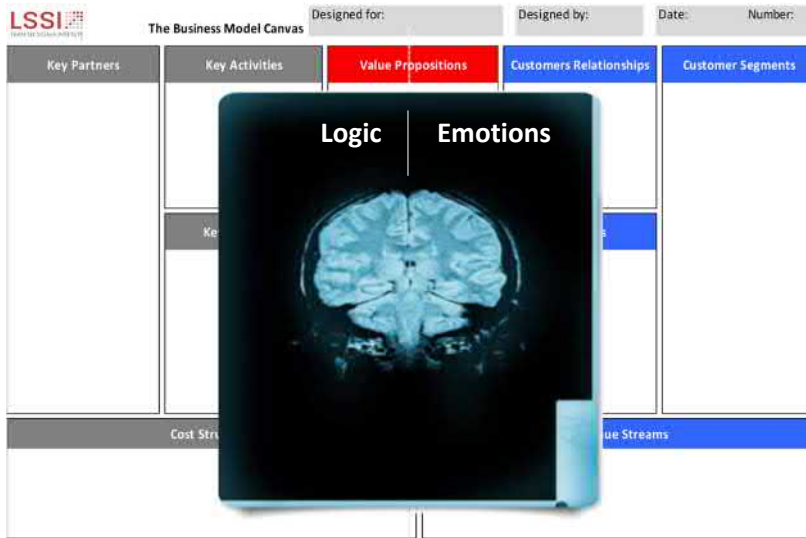 LSSI
The Business Model Canvas
Designed for:
Designed by:
Date:
Number:
Key Partners
Key Activities
Value Propositions
Customers Relationships
Customer Segments
Logic
Emotions
Ke
s
Cost Stru
ue Streams